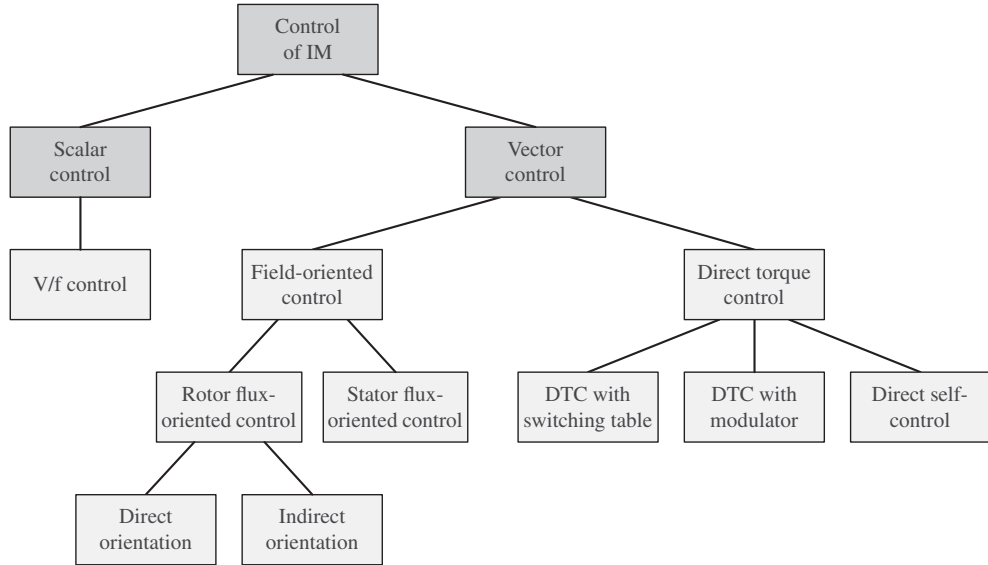 Control
of IM
Scalar
control
Vector
control
V/f control
Field-oriented
control
Direct torque
control
Rotor flux-
oriented control
Stator flux-
oriented control
DTC with
switching table
DTC with
modulator
Direct self-
control
Direct
orientation
Indirect
orientation